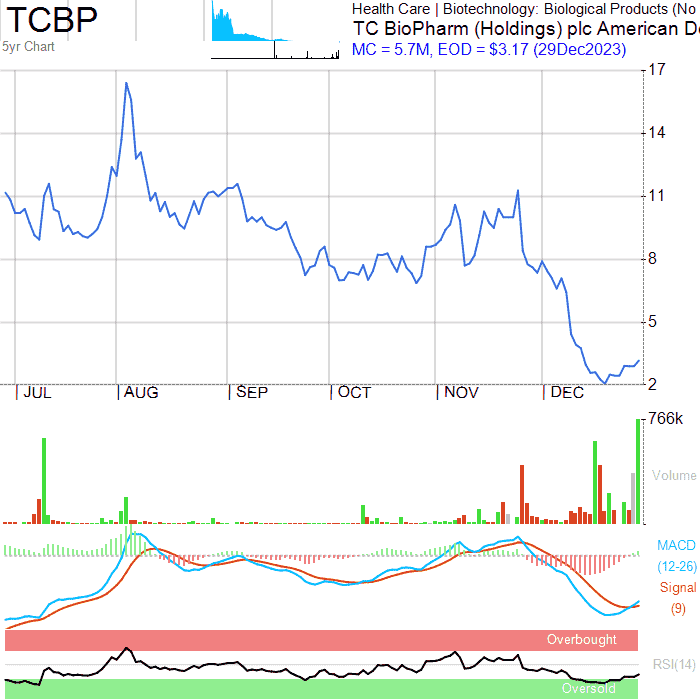 TCBP
5yr Chart
Health Care | Biotechnology: Biological Products (No
TC BioPharm (Holdings) plc American De
MC = 5.7M, EOD = $3.17 (29Dec2023)
17
14
11
8
5
2
JUL AUG SEP OCT NOV DEC
766k
Volume
MACD
(12-26)
Signal
(9)
Overbought
RSI(14)
Oversold